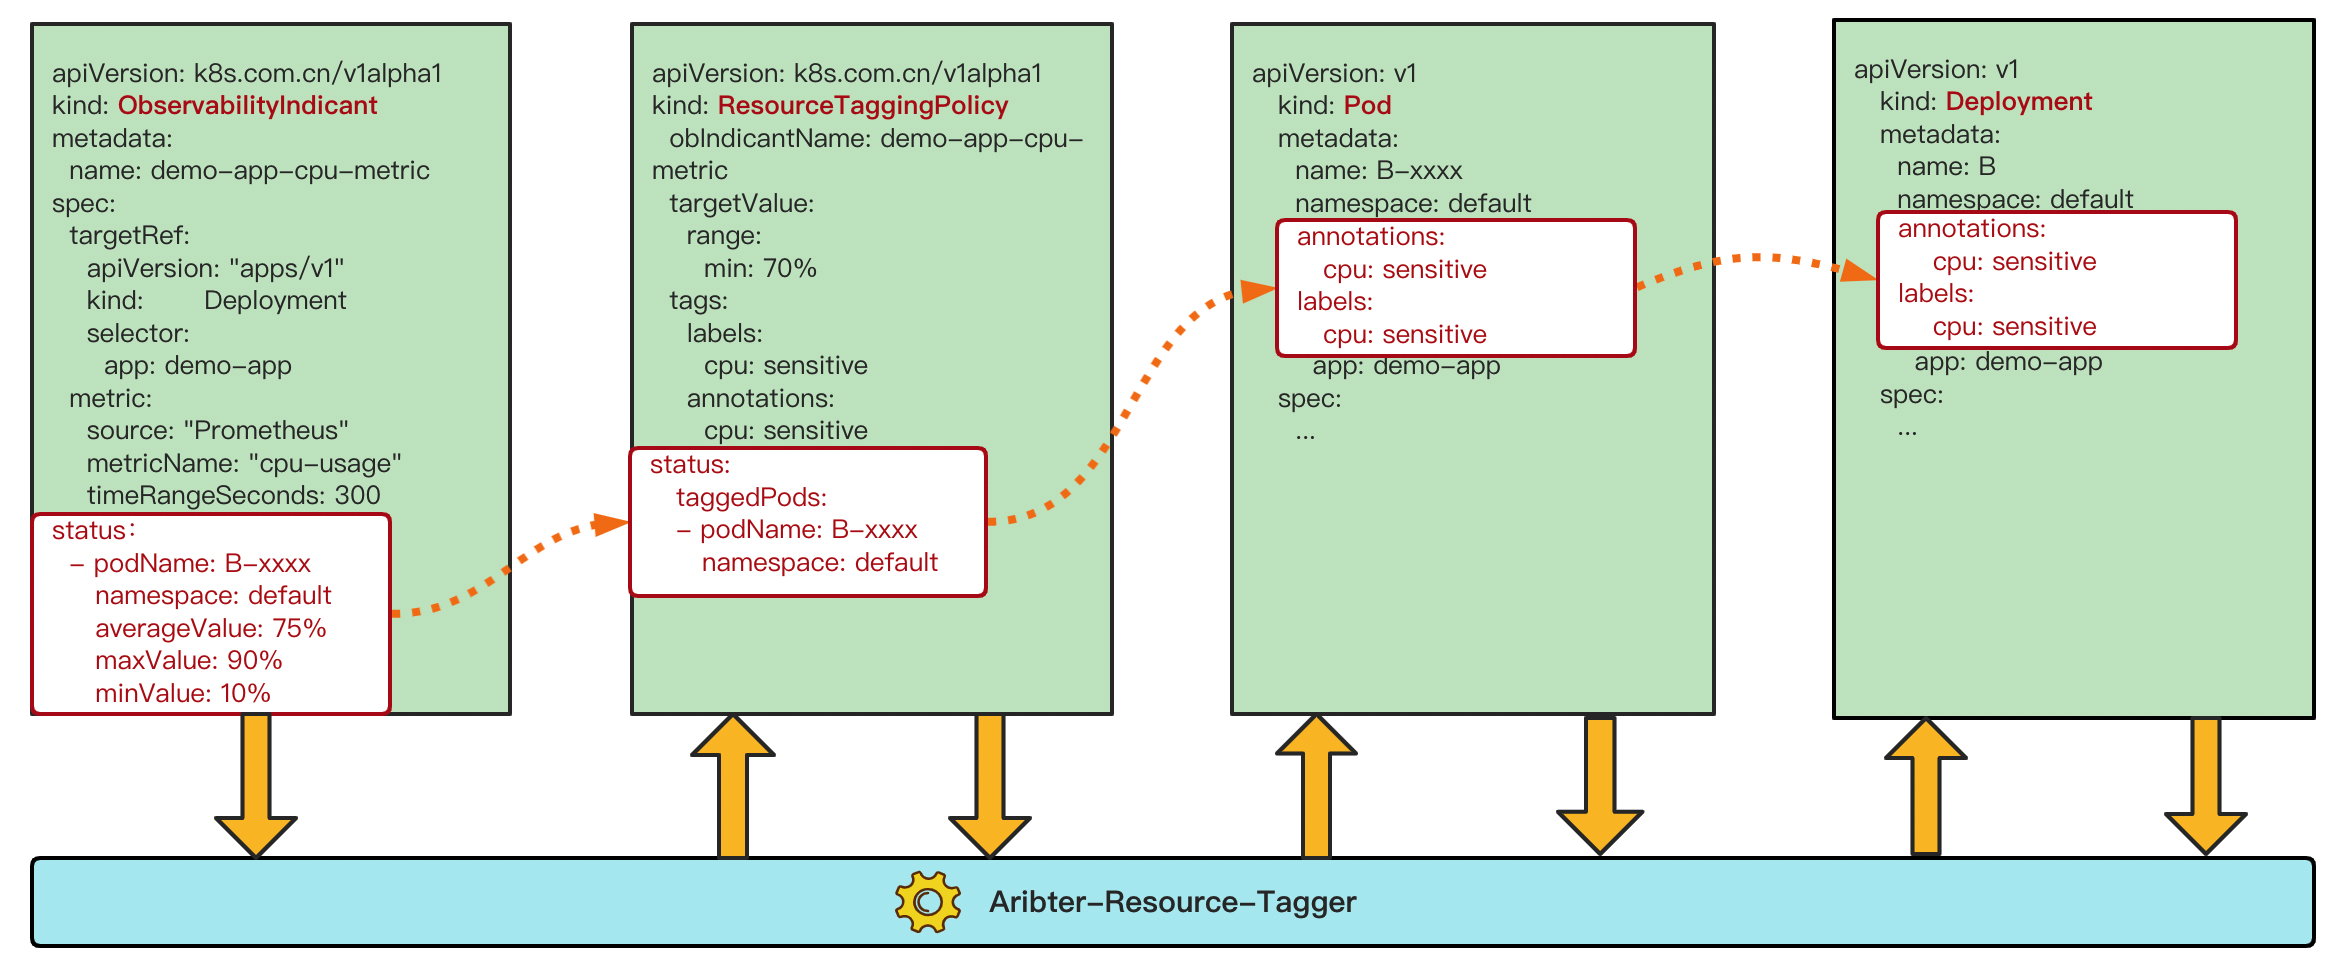 apiVersion: k8s.com.cn/v1alpha1
kind: ObservabilityIndicant
metadata:
  name: demo-app-cpu-metric
spec:
  targetRef:
    apiVersion: "apps/v1"
    kind:       Deployment
    selector:
      app: demo-app
  metric:
    source: "Prometheus"
    metricName: "cpu-usage"
    timeRangeSeconds: 300
status：
  - podName: B-xxxx
     namespace: default
     averageValue: 75%
     maxValue: 90%
     minValue: 10%
apiVersion: k8s.com.cn/v1alpha1
kind: ResourceTaggingPolicy
  obIndicantName: demo-app-cpu-
metric
  targetValue:
    range:
      min: 70%
  tags:
    labels:
      cpu: sensitive
    annotations:
      cpu: sensitive
status:
   taggedPods:
   - podName: B-xxxx
      namespace: default
apiVersion: v1
   kind: Pod
   metadata:
     name: B-xxxx
     namespace: default
     annotations:
        cpu: sensitive
     labels:
        cpu: sensitive
       app: demo-app
   spec:
     ...
apiVersion: v1
   kind: Deployment
   metadata:
     name: B
     namespace: default
     annotations:
         cpu: sensitive
     labels:
         cpu: sensitive
       app: demo-app
   spec:
     ...
Aribter-Resource-Tagger